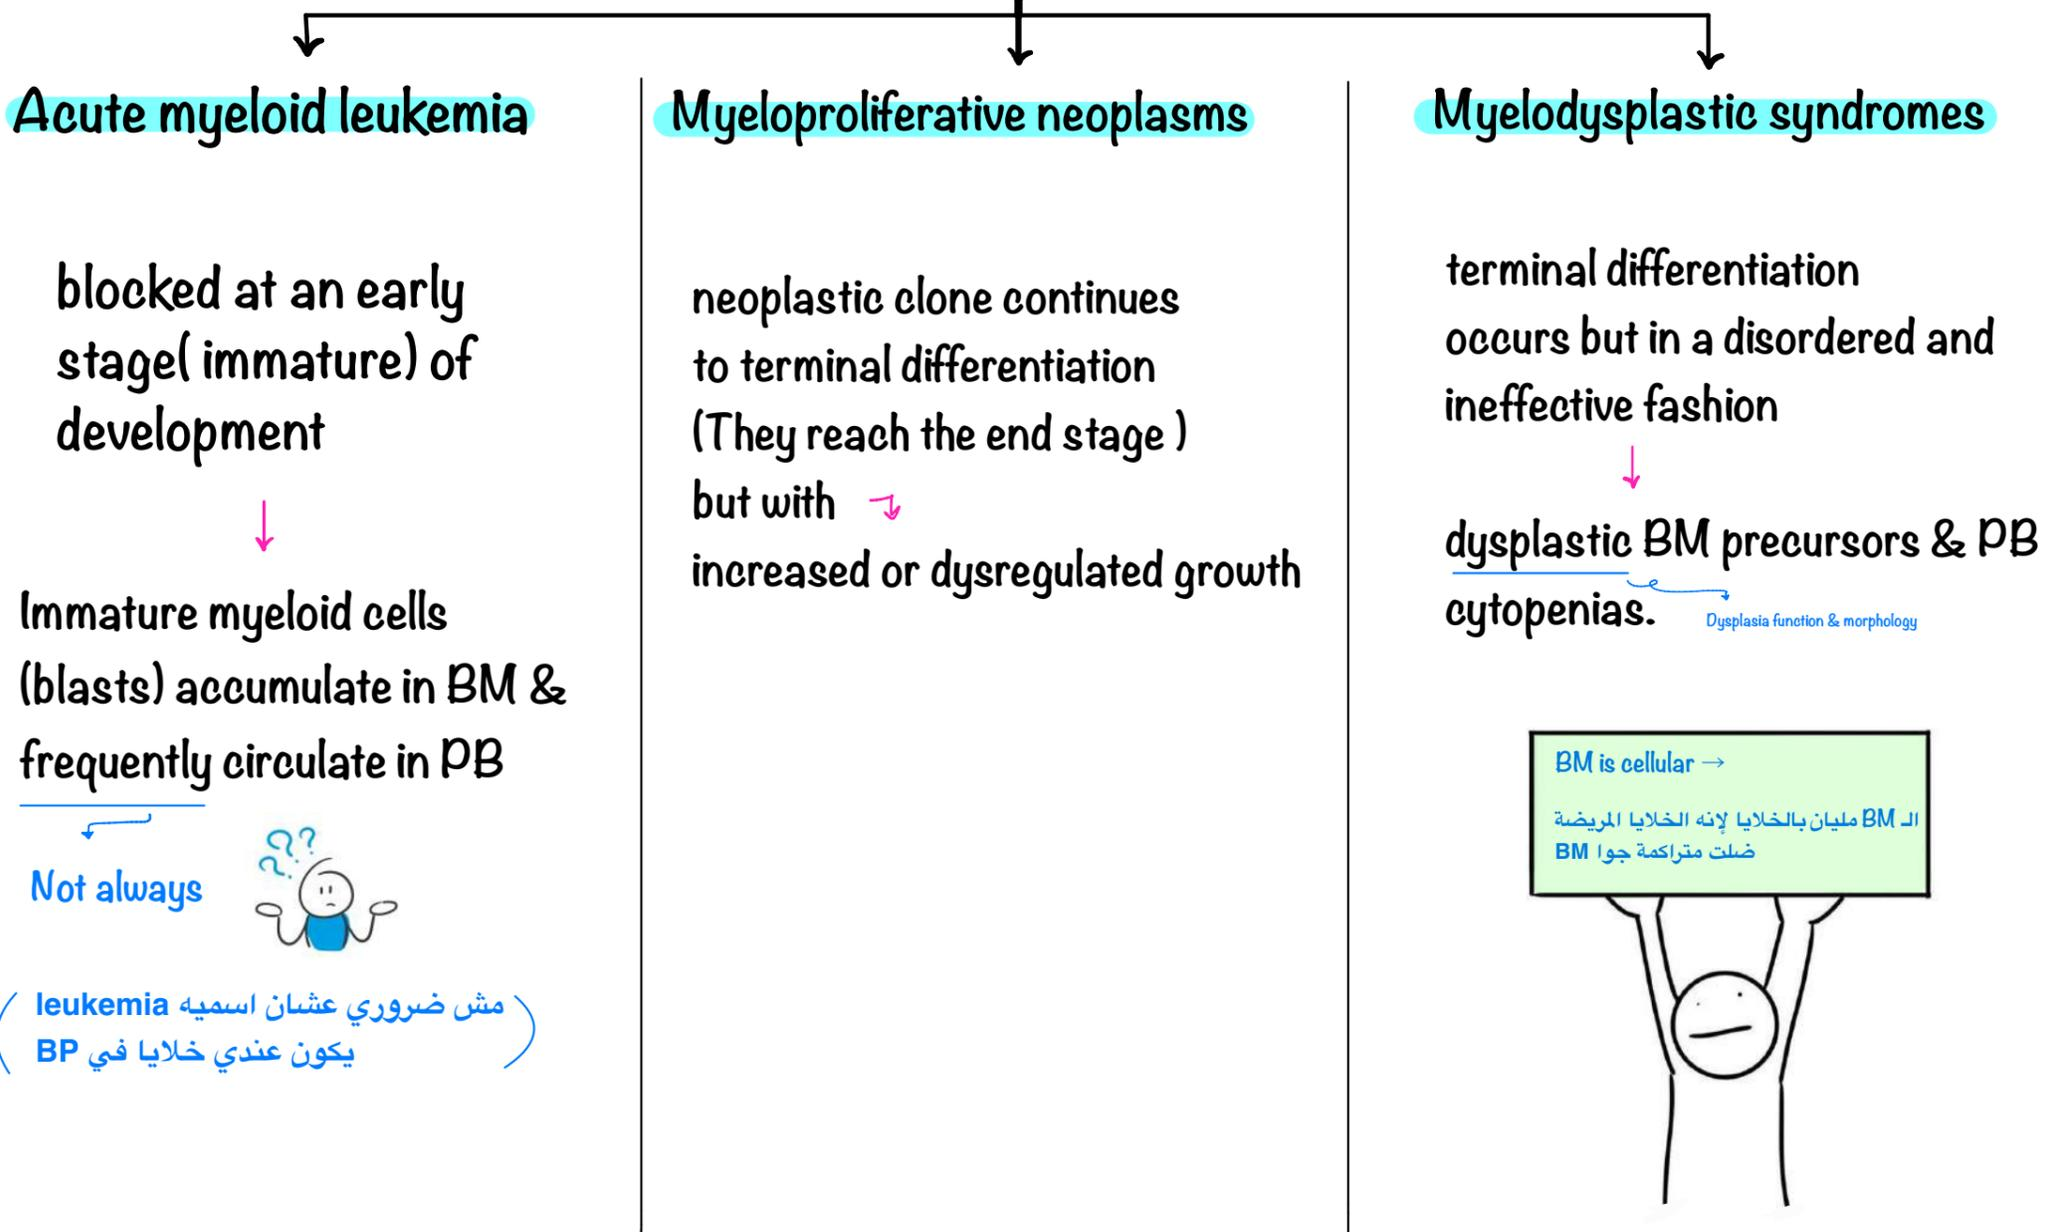 Acute myeloid leukemia
blocked at an early
stage( immature) of
development
Immature myeloid cells
(blasts) accumulate in BM &
frequently circulate in PB
Not always
???
( مش ضروري عشان اسميه leukemia
يكون عندي خلايا في BP )
Myeloproliferative neoplasms
neoplastic clone continues
to terminal differentiation
(They reach the end stage )
but with
increased or dysregulated growth
Myelodysplastic syndromes
terminal differentiation
occurs but in a disordered and
ineffective fashion
dysplastic BM precursors & PB
cytopenias.
Dysplasia function & morphology
BM is cellular →
الـ BM مليان بالخلايا لإنه الخلايا المريضة
ضلت متراكمة جوا BM